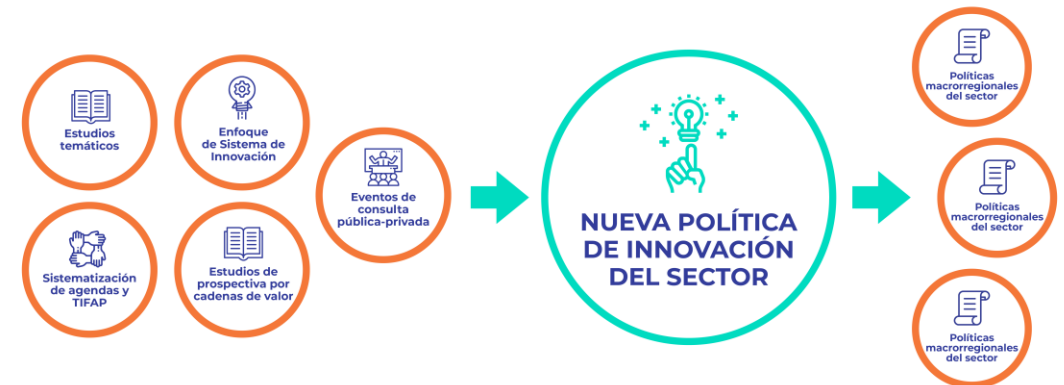 Estudios
temáticos
Enfoque
de Sistema de
Innovación
Sistematización
de agendas y
TIFAP
Estudios de
prospectiva por
cadenas de valor
Eventos de
consulta
pública-privada
NUEVA POLÍTICA
DE INNOVACIÓN
DEL SECTOR
Políticas
macrorregionales
del sector
Políticas
macrorregionales
del sector
Políticas
macrorregionales
del sector